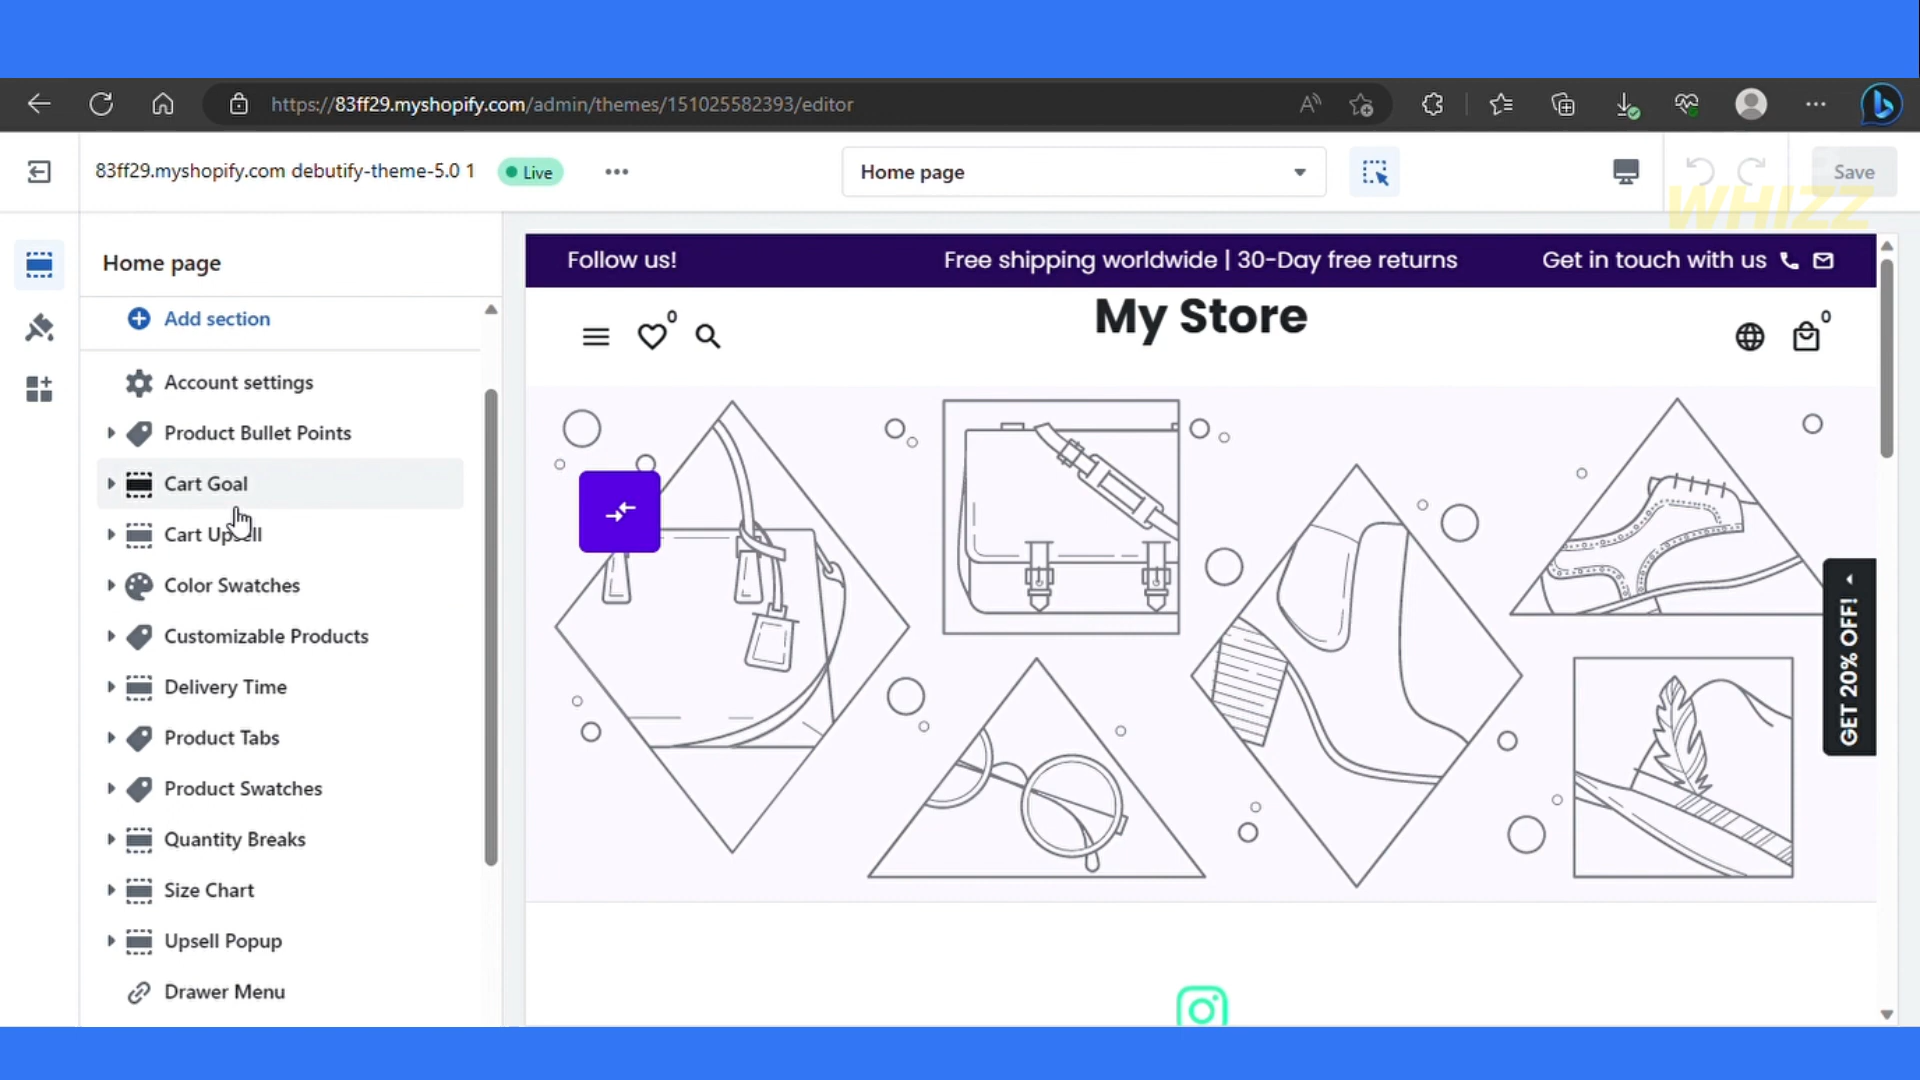 https://83ff29.myshopify.com/admin/themes/151025582393/editor
83ff29.myshopify.com debutify-theme-5.0 1
Live
Home page
Save
WHIZZ
Home page
Add section
Account settings
Product Bullet Points
Cart Goal
Cart Upsell
Color Swatches
Customizable Products
Delivery Time
Product Tabs
Product Swatches
Quantity Breaks
Size Chart
Upsell Popup
Drawer Menu
Follow us!
Free shipping worldwide | 30-Day free returns
Get in touch with us
0
My Store
0
GET 20% OFF!